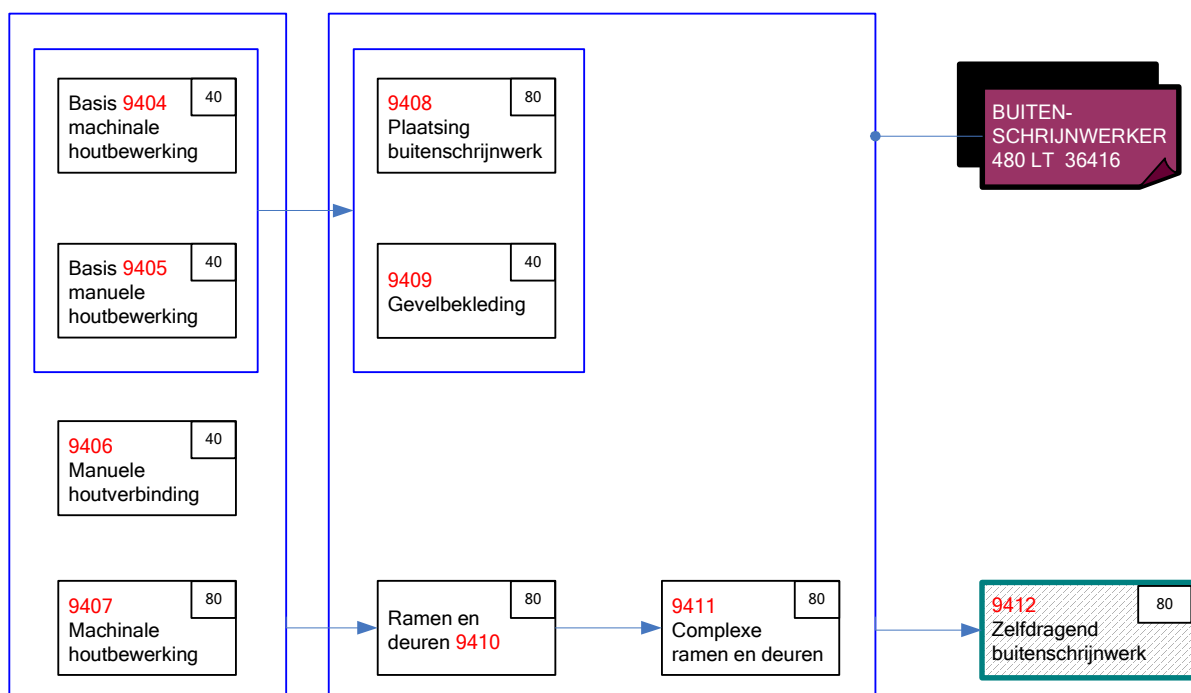 Basis 9404
machinale
houtbewerking
40
Basis 9405
manuele
houtbewerking
40
9406
Manuele
houtverbinding
40
9407
Machinale
houtbewerking
80
9408
Plaatsing
buitenschrijnwerk
80
9409
Gevelbekleding
40
Ramen en
deuren 9410
80
9411
Complexe
ramen en deuren
80
BUITEN-
SCHRIJNWERKER
480 LT 36416
9412
Zelfdragend
buitenschrijnwerk
80